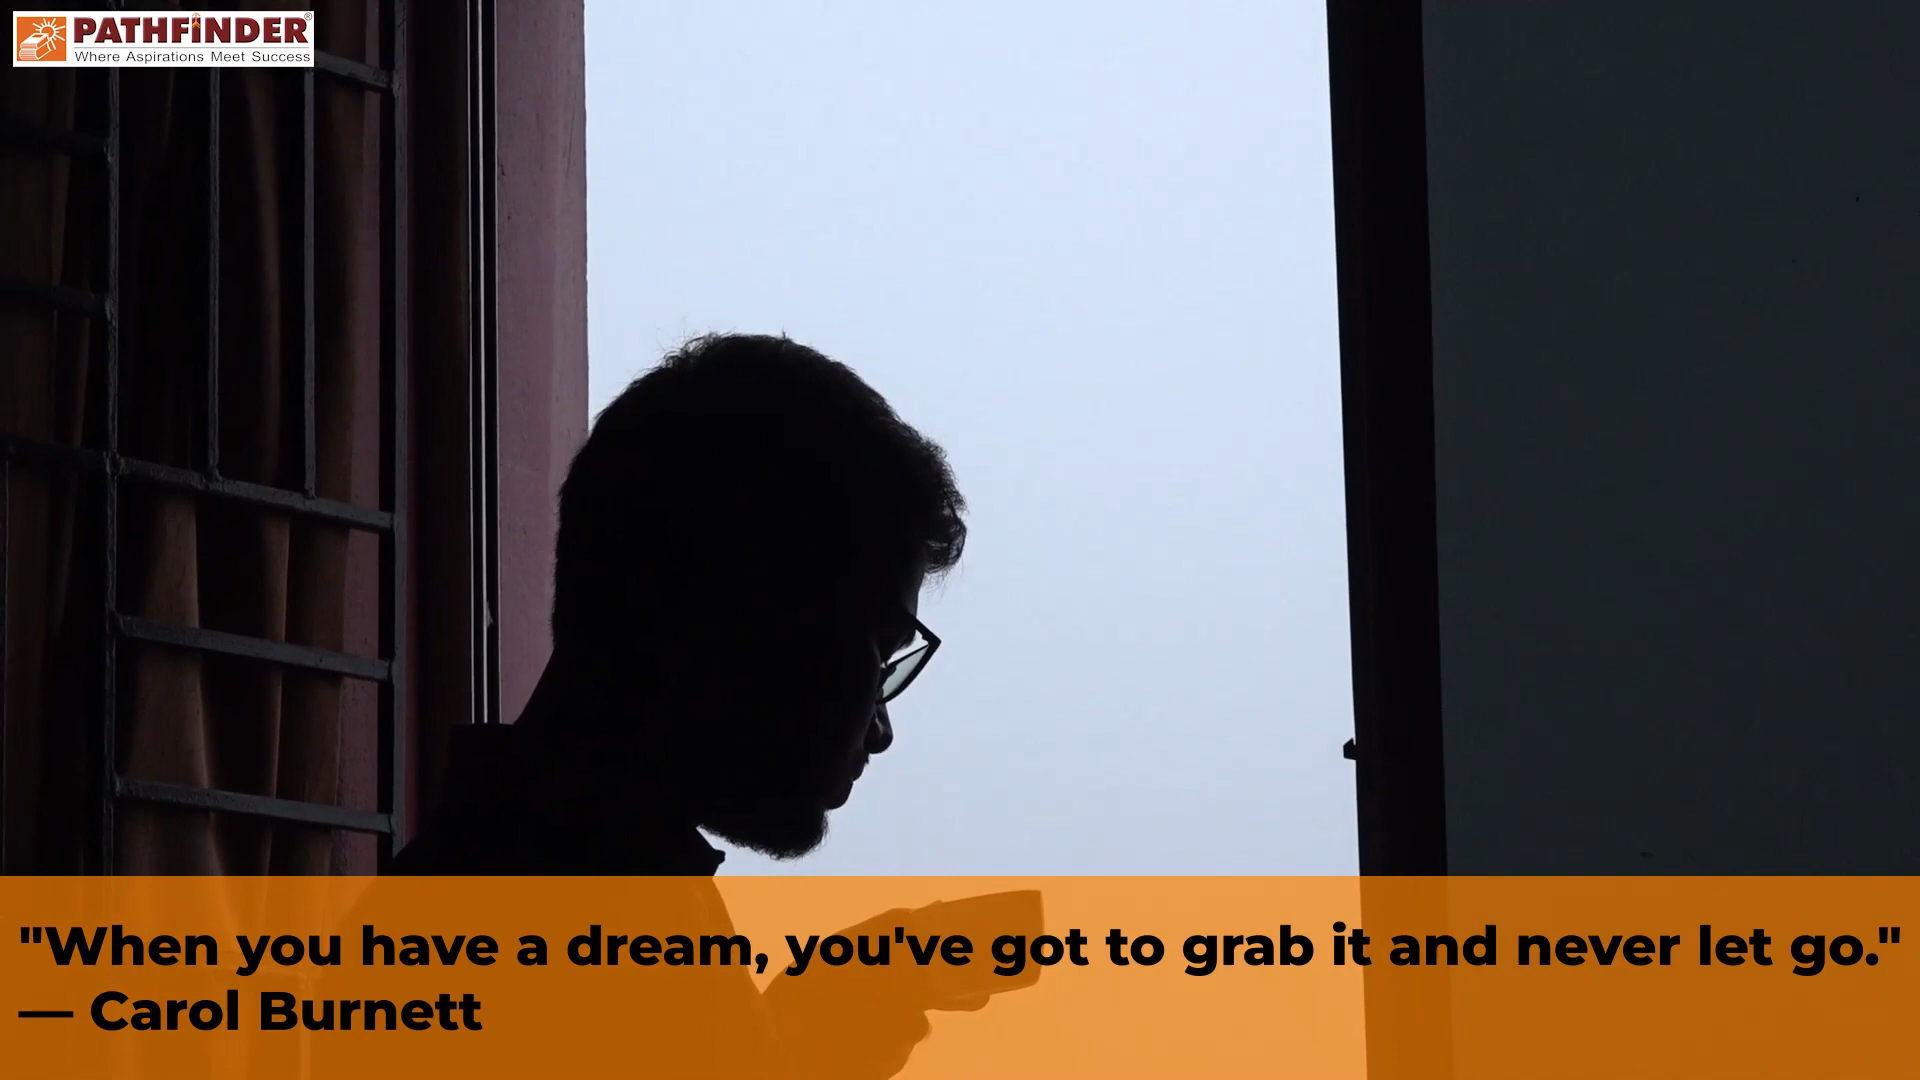 PATHFINDER®
Where Aspirations Meet Success
"When you have a dream, you've got to grab it and never let go."
— Carol Burnett